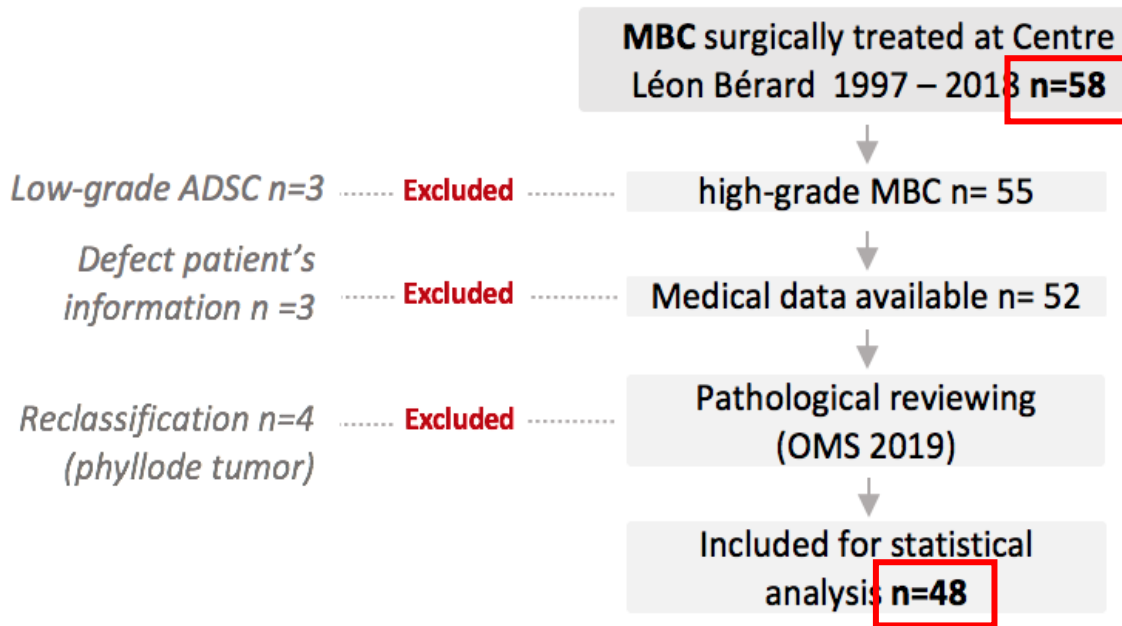 MBC surgically treated at Centre
Léon Bérard 1997 – 2018 n=58
Low-grade ADSC n=3
Excluded
high-grade MBC n= 55
Defect patient's
information n =3
Excluded
Medical data available n= 52
Reclassification n=4
(phyllode tumor)
Excluded
Pathological reviewing
(OMS 2019)
Included for statistical
analysis n=48